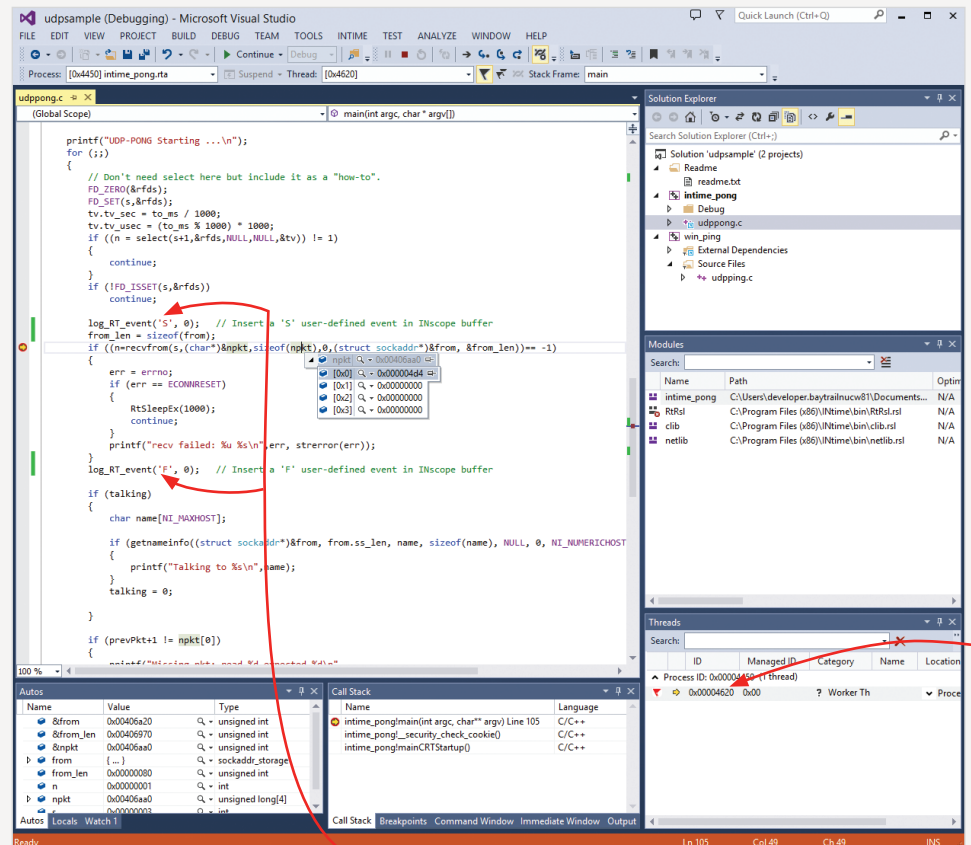 udpsample (Debugging) - Microsoft Visual Studio
Quick Launch (Ctrl+Q)
FILE EDIT VIEW PROJECT BUILD DEBUG TEAM TOOLS INTIME TEST ANALYZE WINDOW HELP
Continue Debug
Process: [0x4450] intime_pong.rta Suspend Thread: [0x4620] Stack Frame: main
udppong.c
(Global Scope) main(int argc, char * argv[])
printf("UDP-PONG Starting ...\n");
for (;;)
{
// Don't need select here but include it as a "how-to".
FD_ZERO(&rfds);
FD_SET(s,&rfds);
tv.tv_sec = to_ms / 1000;
tv.tv_usec = (to_ms % 1000) * 1000;
if ((n = select(s+1,&rfds,NULL,NULL,&tv)) != 1)
{
continue;
}
if (!FD_ISSET(s,&rfds))
continue;
log_RT_event('S', 0); // Insert a 'S' user-defined event in INscope buffer
from_len = sizeof(from);
if ((n=recvfrom(s,(char*)&npkt,sizeof(npkt),0,(struct sockaddr*)&from, &from_len))== -1)
{
npkt 0x00406aa0
err = errno;
[0x0] 0x000004d4
if (err == ECONNRESET)
[0x1] 0x00000000
{
[0x2] 0x00000000
RtSleepEx(1000);
[0x3] 0x00000000
continue;
}
printf("recv failed: %u %s\n",err, strerror(err));
}
log_RT_event('F', 0); // Insert a 'F' user-defined event in INscope buffer
if (talking)
{
char name[NI_MAXHOST];
if (getnameinfo((struct sockaddr*)&from, from.ss_len, name, sizeof(name), NULL, 0, NI_NUMERICHOST
{
printf("Talking to %s\n",name);
}
talking = 0;
}
if (prevPkt+1 != npkt[0])
{
100 %
Solution Explorer
Search Solution Explorer (Ctrl+;)
Solution 'udpsample' (2 projects)
Readme
readme.txt
intime_pong
Debug
udppong.c
win_ping
External Dependencies
Source Files
udpping.c
Modules
Search:
Name Path Optim
intime_pong C:\Users\developer.baytrailnucw81\Documents... N/A
RtRsl C:\Program Files (x86)\INtime\bin\RtRsl.rsl N/A
clib C:\Program Files (x86)\INtime\bin\clib.rsl N/A
netlib C:\Program Files (x86)\INtime\bin\netlib.rsl N/A
Threads
Search:
ID Managed ID Category Name Location
Process ID: 0x00004450 (1 thread)
0x00004620 0x00 ? Worker Th Proce
Autos
Name Value Type
&from 0x00406a20 unsigned int
&from_len 0x00406970 unsigned int
&npkt 0x00406aa0 unsigned int
from { ... } sockaddr_storage
from_len 0x00000080 unsigned int
n 0x00000001 int
npkt 0x00406aa0 unsigned long[4]
s 0x00000003 int
Autos Locals Watch 1
Call Stack
Name Language
intime_pong!main(int argc, char** argv) Line 105 C/C++
intime_pong!_security_check_cookie() C/C++
intime_pong!mainCRTStartup() C/C++
Call Stack Breakpoints Command Window Immediate Window Output
Ready Ln 105 Col 49 Ch 49 INS